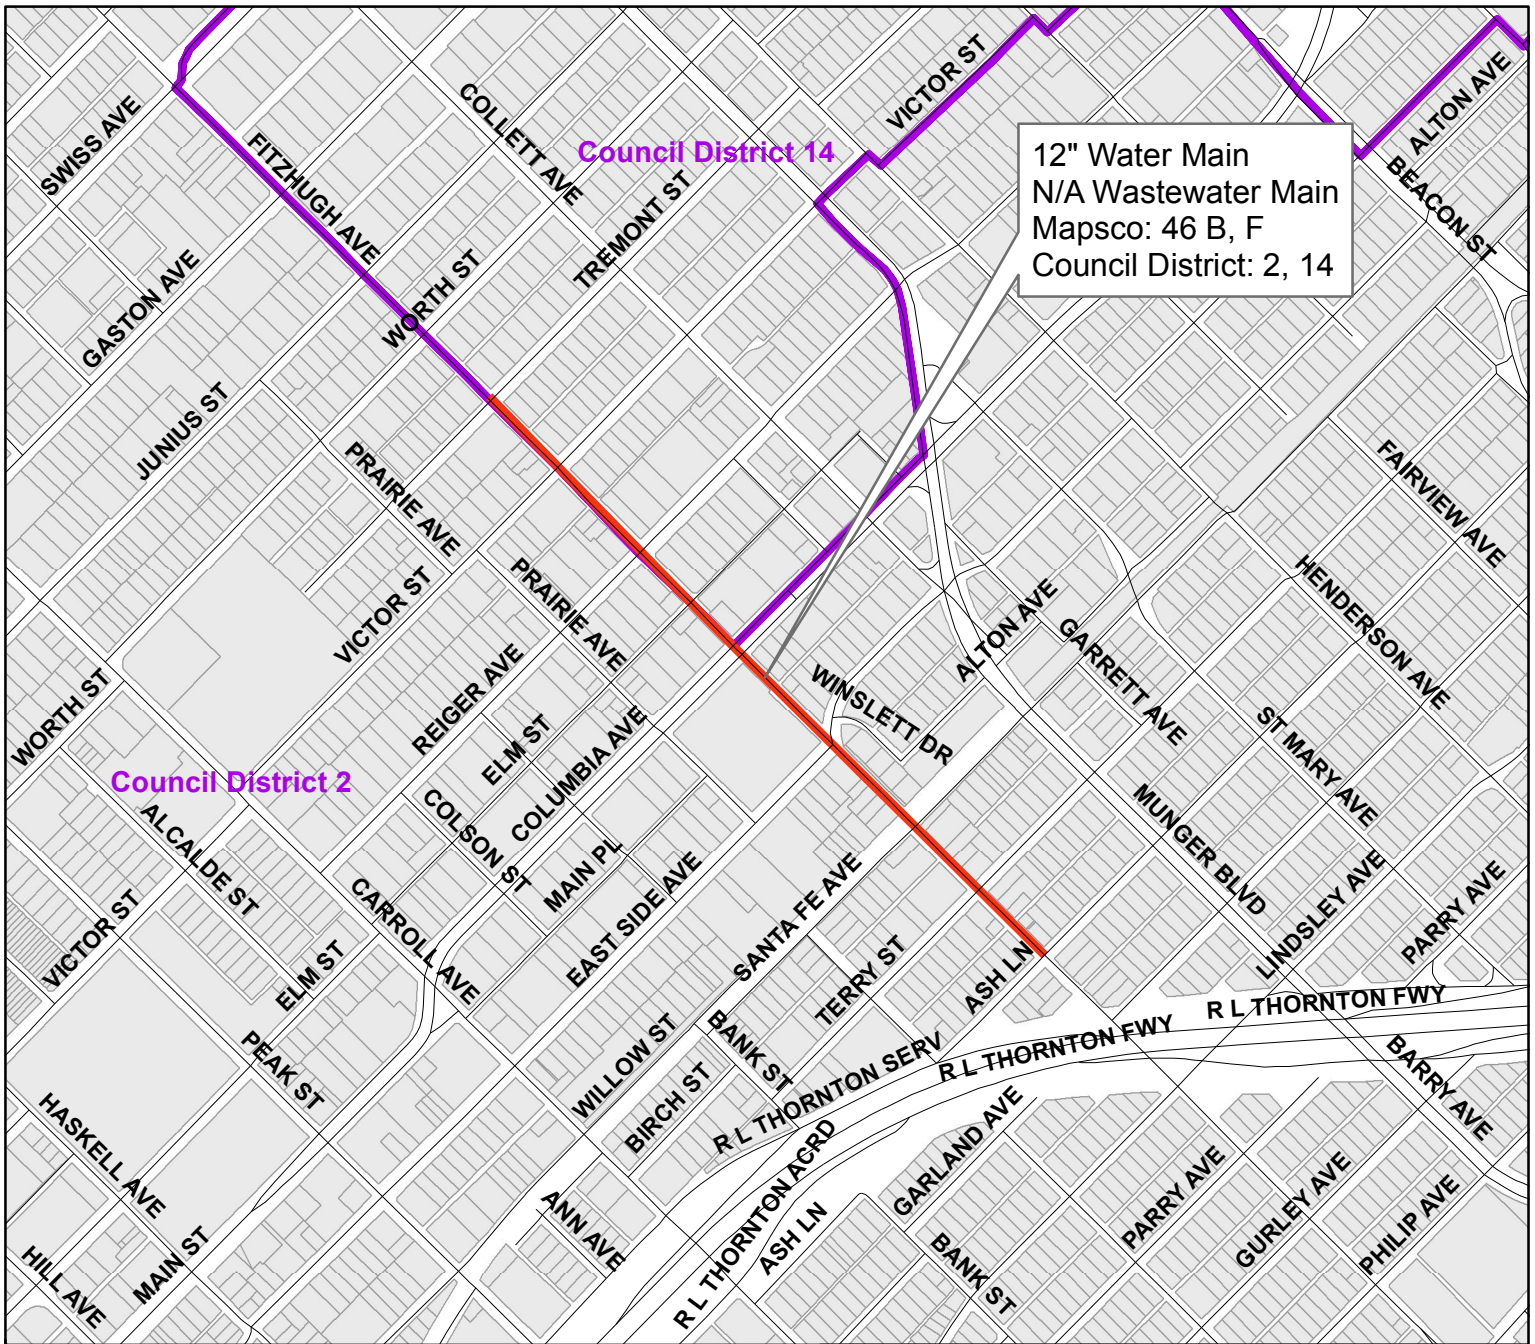 VICTOR ST
ALTON AVE
SWISS AVE
COLLETT AVE
Council District 14
FITZHUGH AVE
12" Water Main
N/A Wastewater Main
Mapsco: 46 B, F
Council District: 2, 14
BEACON ST
TREMONT ST
GASTON AVE
WORTH ST
JUNIUS ST
PRAIRIE AVE
FAIRVIEW AVE
VICTOR ST
PRAIRIE AVE
HENDERSON AVE
ALTON AVE
GARRETT AVE
REIGER AVE
WINSLETT DR
WORTH ST
ELM ST
COLUMBIA AVE
ST MARY AVE
Council District 2
ALCALDE ST
COLSON ST
MAIN PL
MUNGER BLVD
VICTOR ST
CARROLL AVE
EAST SIDE AVE
SANTA FE AVE
LINDSLEY AVE
PARRY AVE
ELM ST
TERRY ST
ASH LN
R L THORNTON FWY
PEAK ST
WILLOW ST
BANK ST
R L THORNTON SERV
R L THORNTON FWY
BARRY AVE
HASKELL AVE
BIRCH ST
GARLAND AVE
R L THORNTON ACRD
ANN AVE
ASH LN
PARRY AVE
GURLEY AVE
PHILIP AVE
HILL AVE
MAIN ST
BANK ST